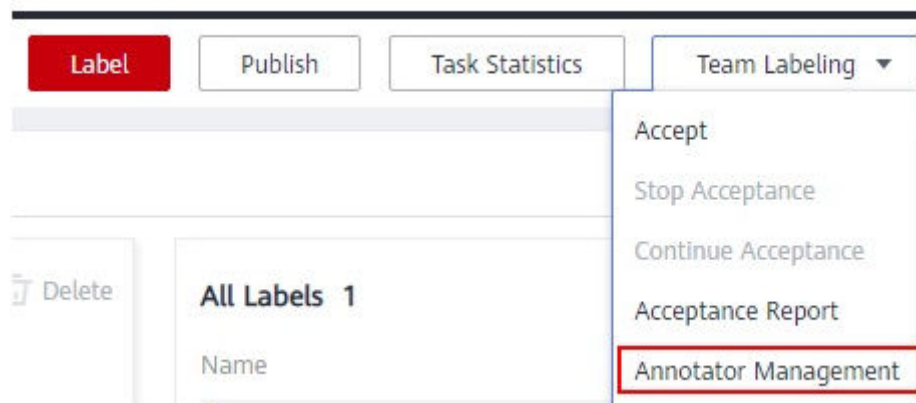 Label Publish Task Statistics Team Labeling
Accept
Stop Acceptance
Continue Acceptance
Delete
All Labels 1
Acceptance Report
Name
Annotator Management